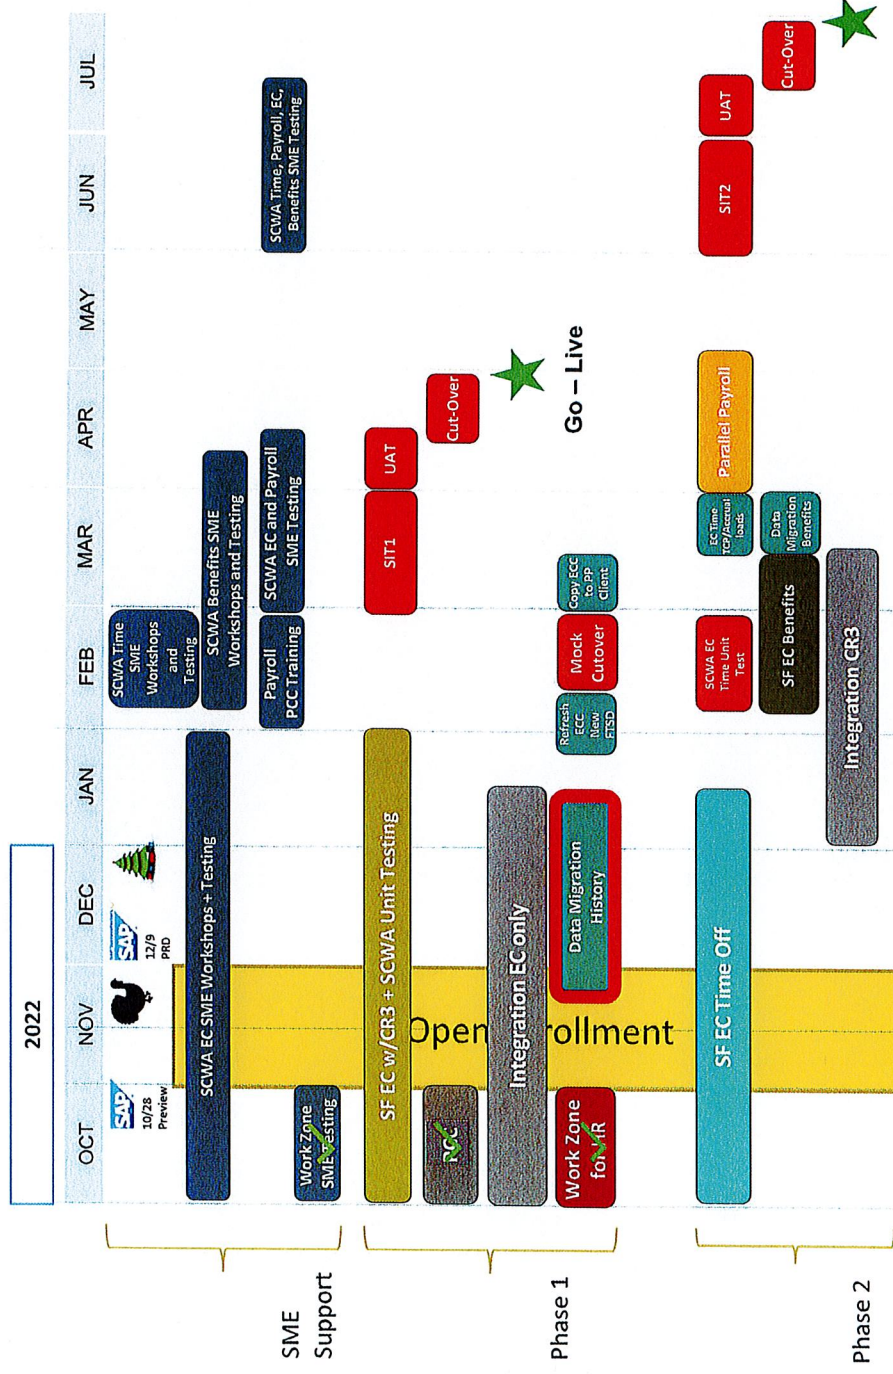 2022
OCT NOV DEC JAN FEB MAR APR MAY JUN JUL
SAP
10/28
Preview
SAP
12/9
PRD
SME
Support
SCWA Time
SME
Workshops
and
Testing
SCWA EC SME Workshops + Testing
SCWA Benefits SME
Workshops and Testing
Payroll
PCC Training
SCWA EC and Payroll
SME Testing
SCWA Time, Payroll, EC,
Benefits SME Testing
Work Zone
SME Testing
Open Enrollment
Phase 1
SF EC w/CR3 + SCWA Unit Testing
SIT1
UAT
Cut-Over
Integration EC only
Go – Live
Work Zone
for HR
Data Migration
History
Refresh
ECC
New
FTSD
Mock
Cutover
Copy ECC
to PP
Client
Phase 2
SF EC Time Off
SCWA EC
Time Unit
Test
EC Time
TCP/Accrual
loads
Parallel Payroll
SIT2
UAT
SF EC Benefits
Data
Migration
Benefits
Cut-Over
Integration CR3